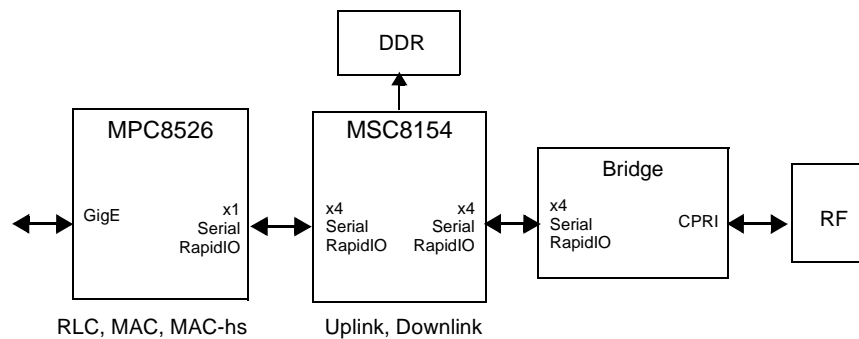 DDR
MPC8526
MSC8154
Bridge
GigE
x1
Serial
RapidIO
x4
Serial
RapidIO
x4
Serial
RapidIO
x4
Serial
RapidIO
CPRI
RF
RLC, MAC, MAC-hs
Uplink, Downlink